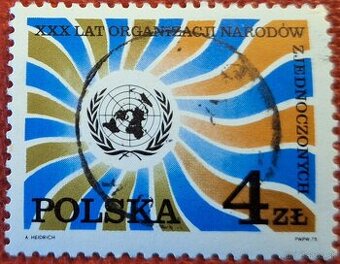 XXX LAT ORGANIZACJI NARODÓW
ZJEDNOCZONYCH
POLSKA 4 ZŁ
A. HEIDRICH PWPW. 75